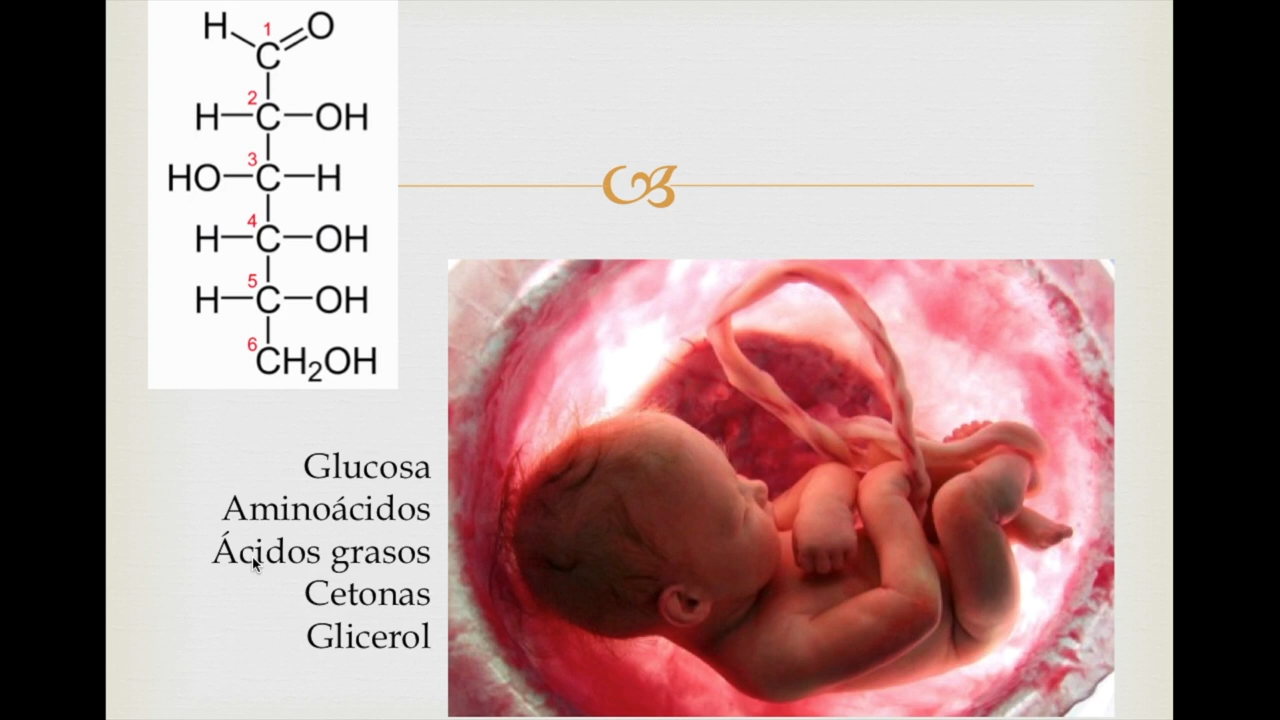 H O
1
C
2
H C OH
3
HO C H
4
H C OH
5
H C OH
6
CH₂OH
Glucosa
Aminoácidos
Ácidos grasos
Cetonas
Glicerol